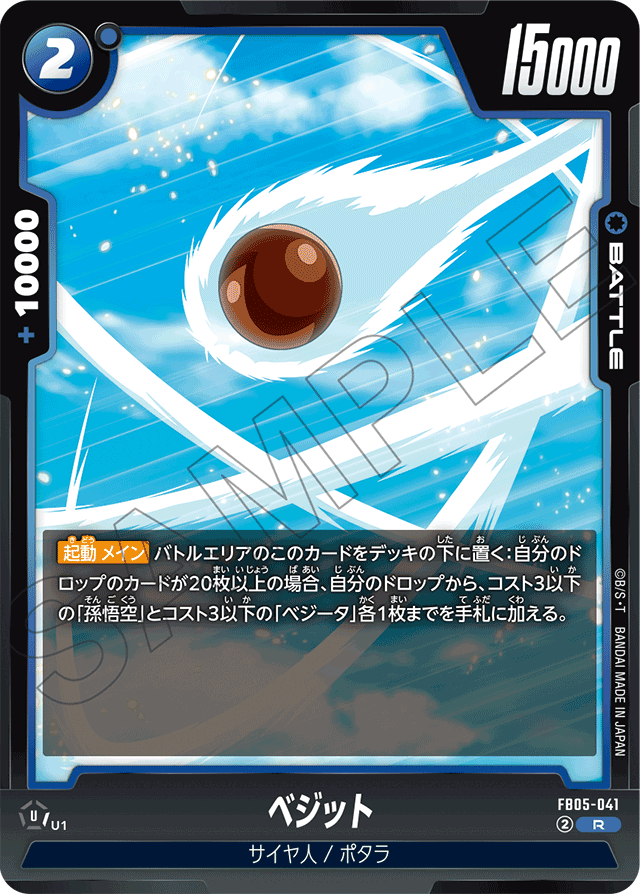 2
15000
+ 10000
BATTLE
SAMPLE
起動 メイン バトルエリアのこのカードをデッキの下に置く:自分のド
ロップのカードが20枚以上の場合、自分のドロップから、コスト3以下
の「孫悟空」とコスト3以下の「ベジータ」各1枚までを手札に加える。
©B/S・T BANDAI MADE IN JAPAN
ベジット
FB05-041
U U1
2 R
サイヤ人 / ポタラ